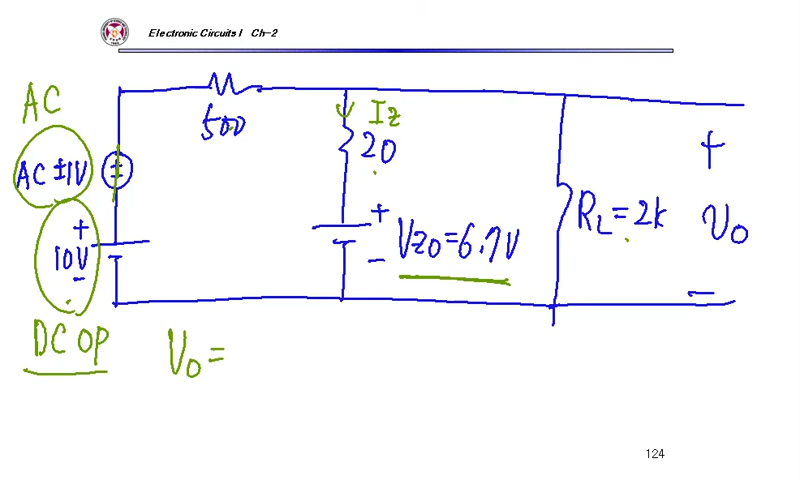 Electronic Circuits I Ch-2
AC
500
Iz
20
AC ±1V
+
10V
-
+
Vzo=6.7V
-
RL=2k
+
Vo
-
DC OP
Vo=
124